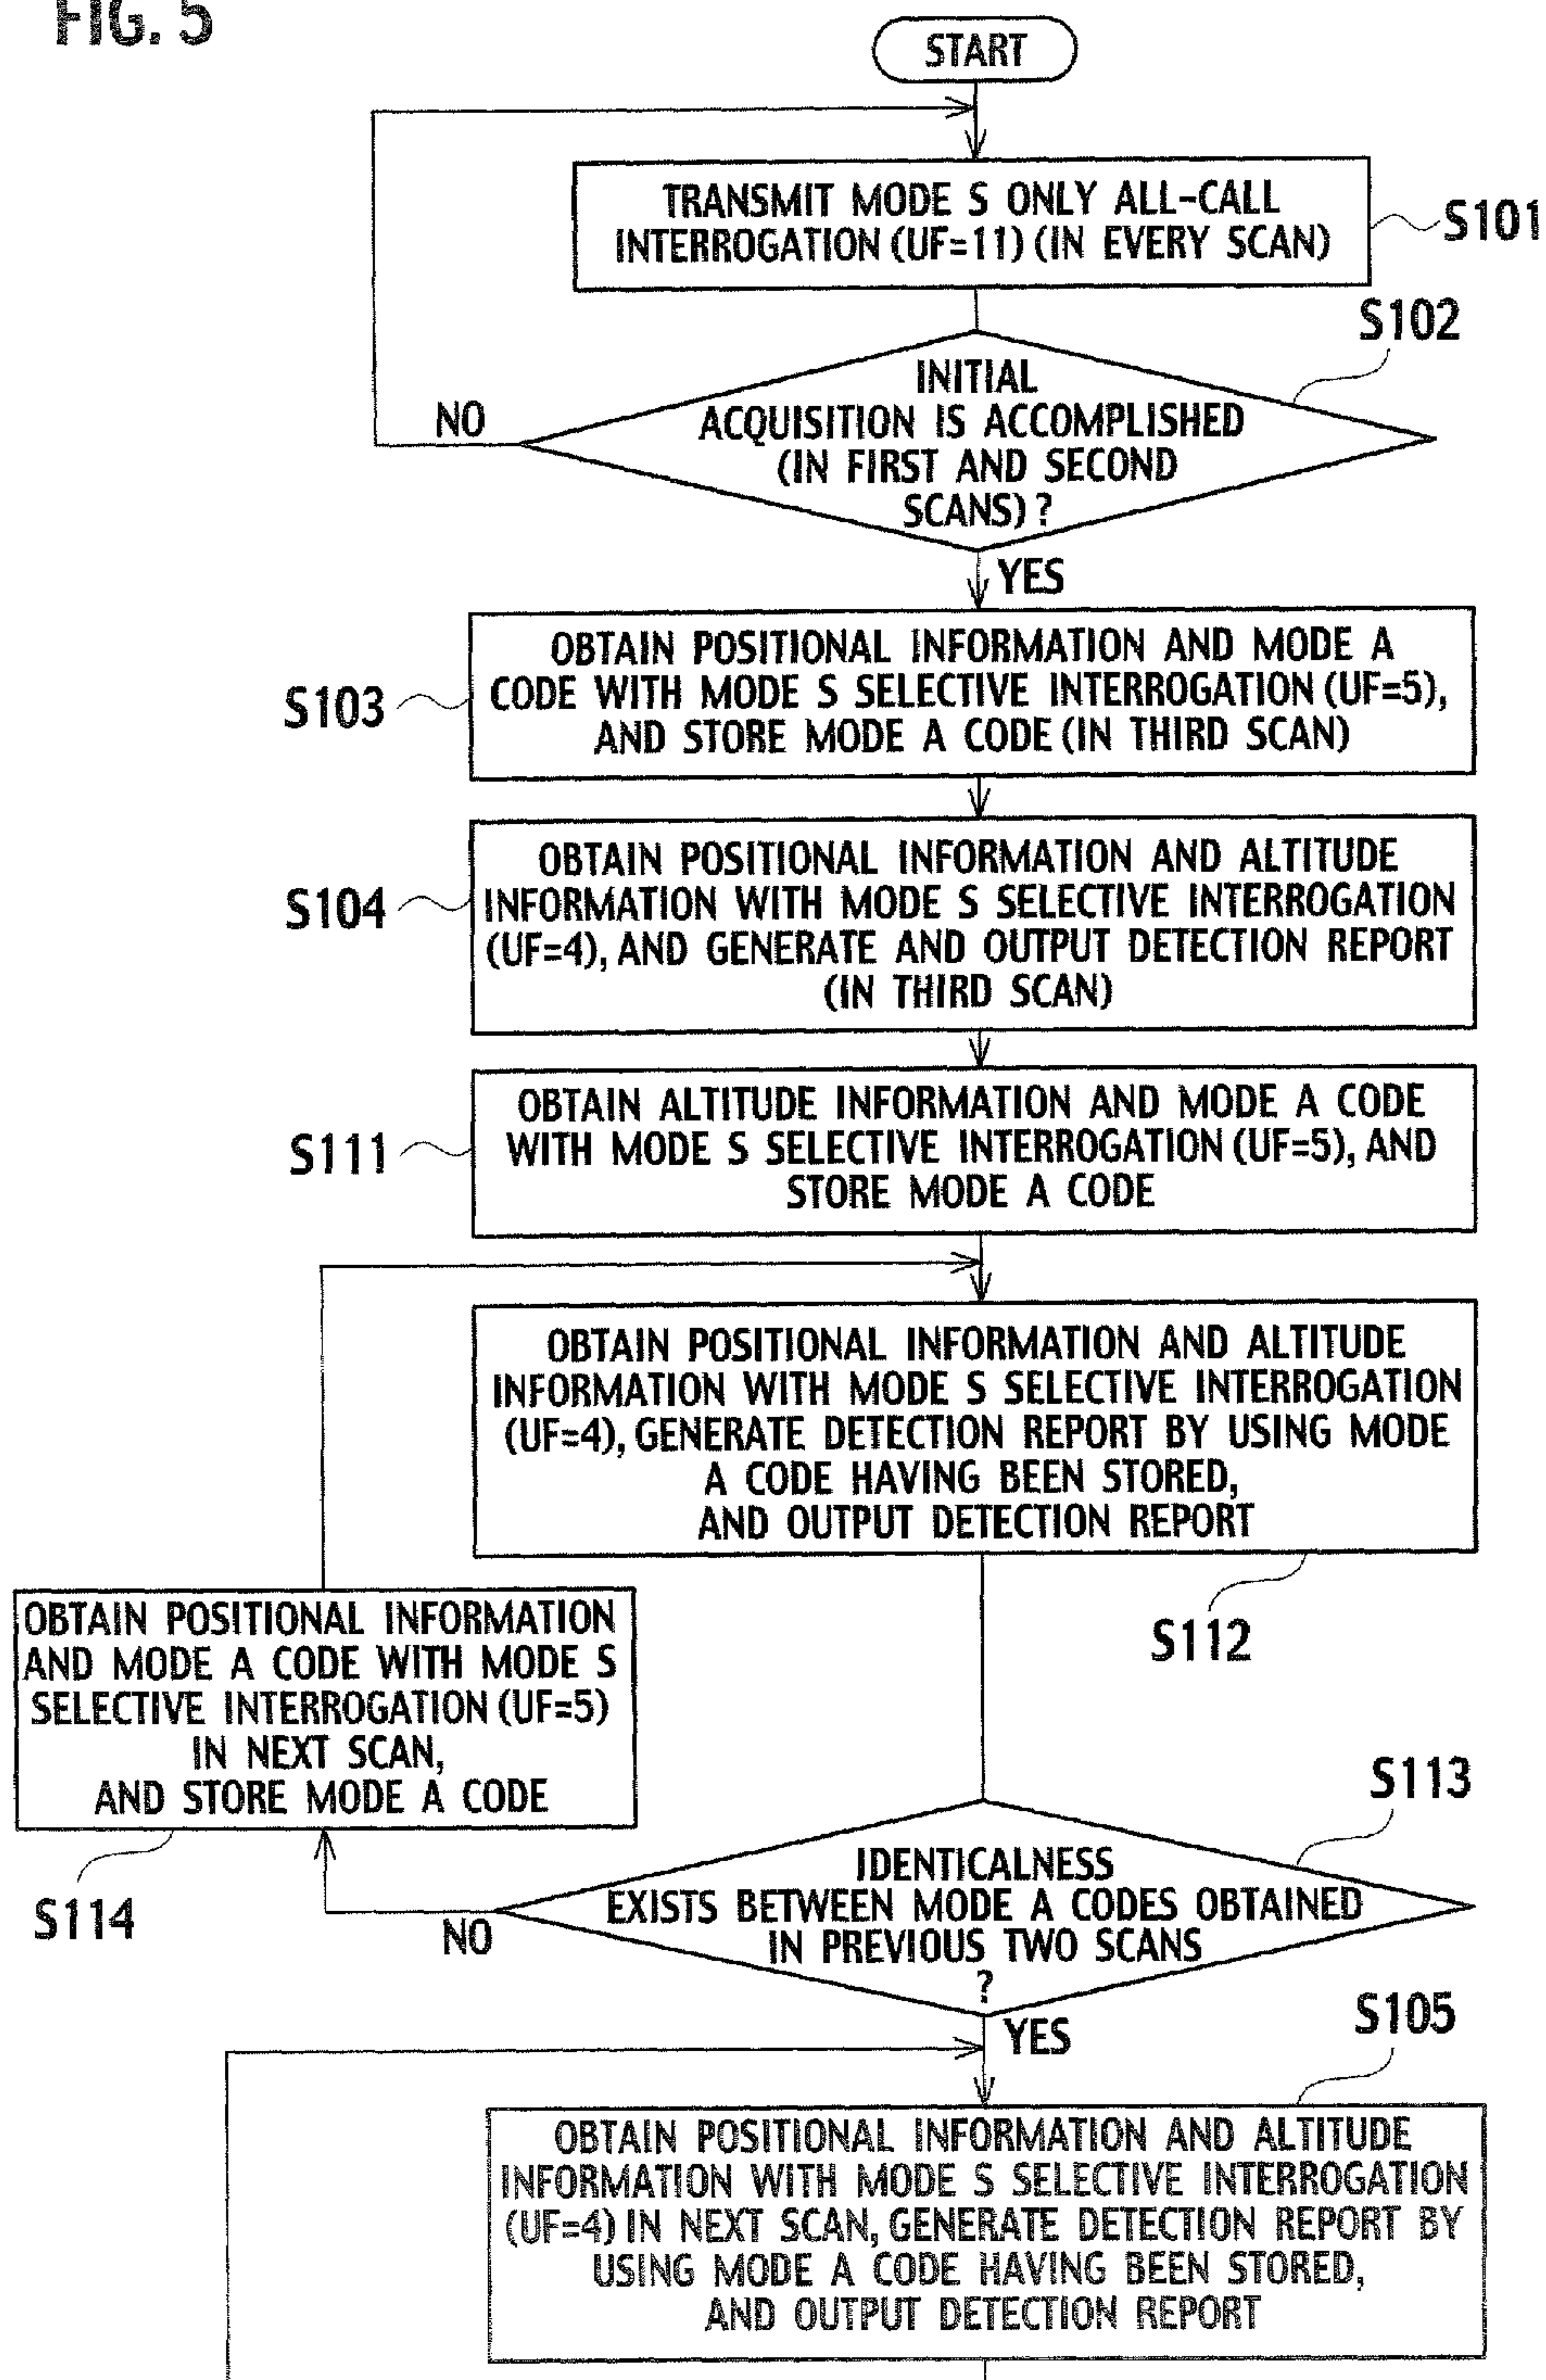 FIG. 5
START
TRANSMIT MODE S ONLY ALL-CALL
INTERROGATION (UF=11) (IN EVERY SCAN)
S101
S102
INITIAL
ACQUISITION IS ACCOMPLISHED
(IN FIRST AND SECOND
SCANS) ?
NO
YES
OBTAIN POSITIONAL INFORMATION AND MODE A
CODE WITH MODE S SELECTIVE INTERROGATION (UF=5),
AND STORE MODE A CODE (IN THIRD SCAN)
S103
OBTAIN POSITIONAL INFORMATION AND ALTITUDE
INFORMATION WITH MODE S SELECTIVE INTERROGATION
(UF=4), AND GENERATE AND OUTPUT DETECTION REPORT
(IN THIRD SCAN)
S104
OBTAIN ALTITUDE INFORMATION AND MODE A CODE
WITH MODE S SELECTIVE INTERROGATION (UF=5), AND
STORE MODE A CODE
S111
OBTAIN POSITIONAL INFORMATION AND ALTITUDE
INFORMATION WITH MODE S SELECTIVE INTERROGATION
(UF=4), GENERATE DETECTION REPORT BY USING MODE
A CODE HAVING BEEN STORED,
AND OUTPUT DETECTION REPORT
S112
OBTAIN POSITIONAL INFORMATION
AND MODE A CODE WITH MODE S
SELECTIVE INTERROGATION (UF=5)
IN NEXT SCAN,
AND STORE MODE A CODE
S114
S113
IDENTICALNESS
EXISTS BETWEEN MODE A CODES OBTAINED
IN PREVIOUS TWO SCANS
?
NO
YES
S105
OBTAIN POSITIONAL INFORMATION AND ALTITUDE
INFORMATION WITH MODE S SELECTIVE INTERROGATION
(UF=4) IN NEXT SCAN, GENERATE DETECTION REPORT BY
USING MODE A CODE HAVING BEEN STORED,
AND OUTPUT DETECTION REPORT